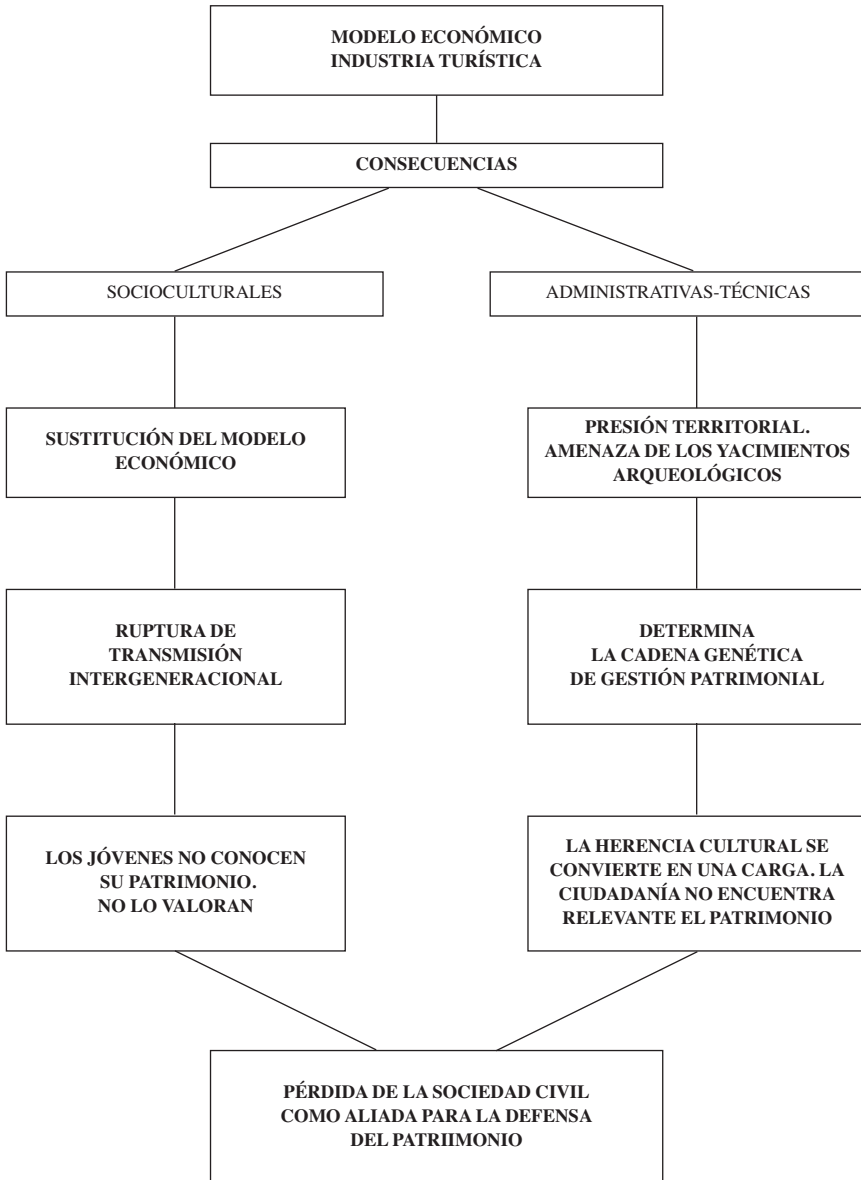 MODELO ECONÓMICO
INDUSTRIA TURÍSTICA
CONSECUENCIAS
SOCIOCULTURALES
ADMINISTRATIVAS-TÉCNICAS
SUSTITUCIÓN DEL MODELO
ECONÓMICO
PRESIÓN TERRITORIAL.
AMENAZA DE LOS YACIMIENTOS
ARQUEOLÓGICOS
RUPTURA DE
TRANSMISIÓN
INTERGENERACIONAL
DETERMINA
LA CADENA GENÉTICA
DE GESTIÓN PATRIMONIAL
LOS JÓVENES NO CONOCEN
SU PATRIMONIO.
NO LO VALORAN
LA HERENCIA CULTURAL SE
CONVIERTE EN UNA CARGA. LA
CIUDADANÍA NO ENCUENTRA
RELEVANTE EL PATRIMONIO
PÉRDIDA DE LA SOCIEDAD CIVIL
COMO ALIADA PARA LA DEFENSA
DEL PATRIIMONIO